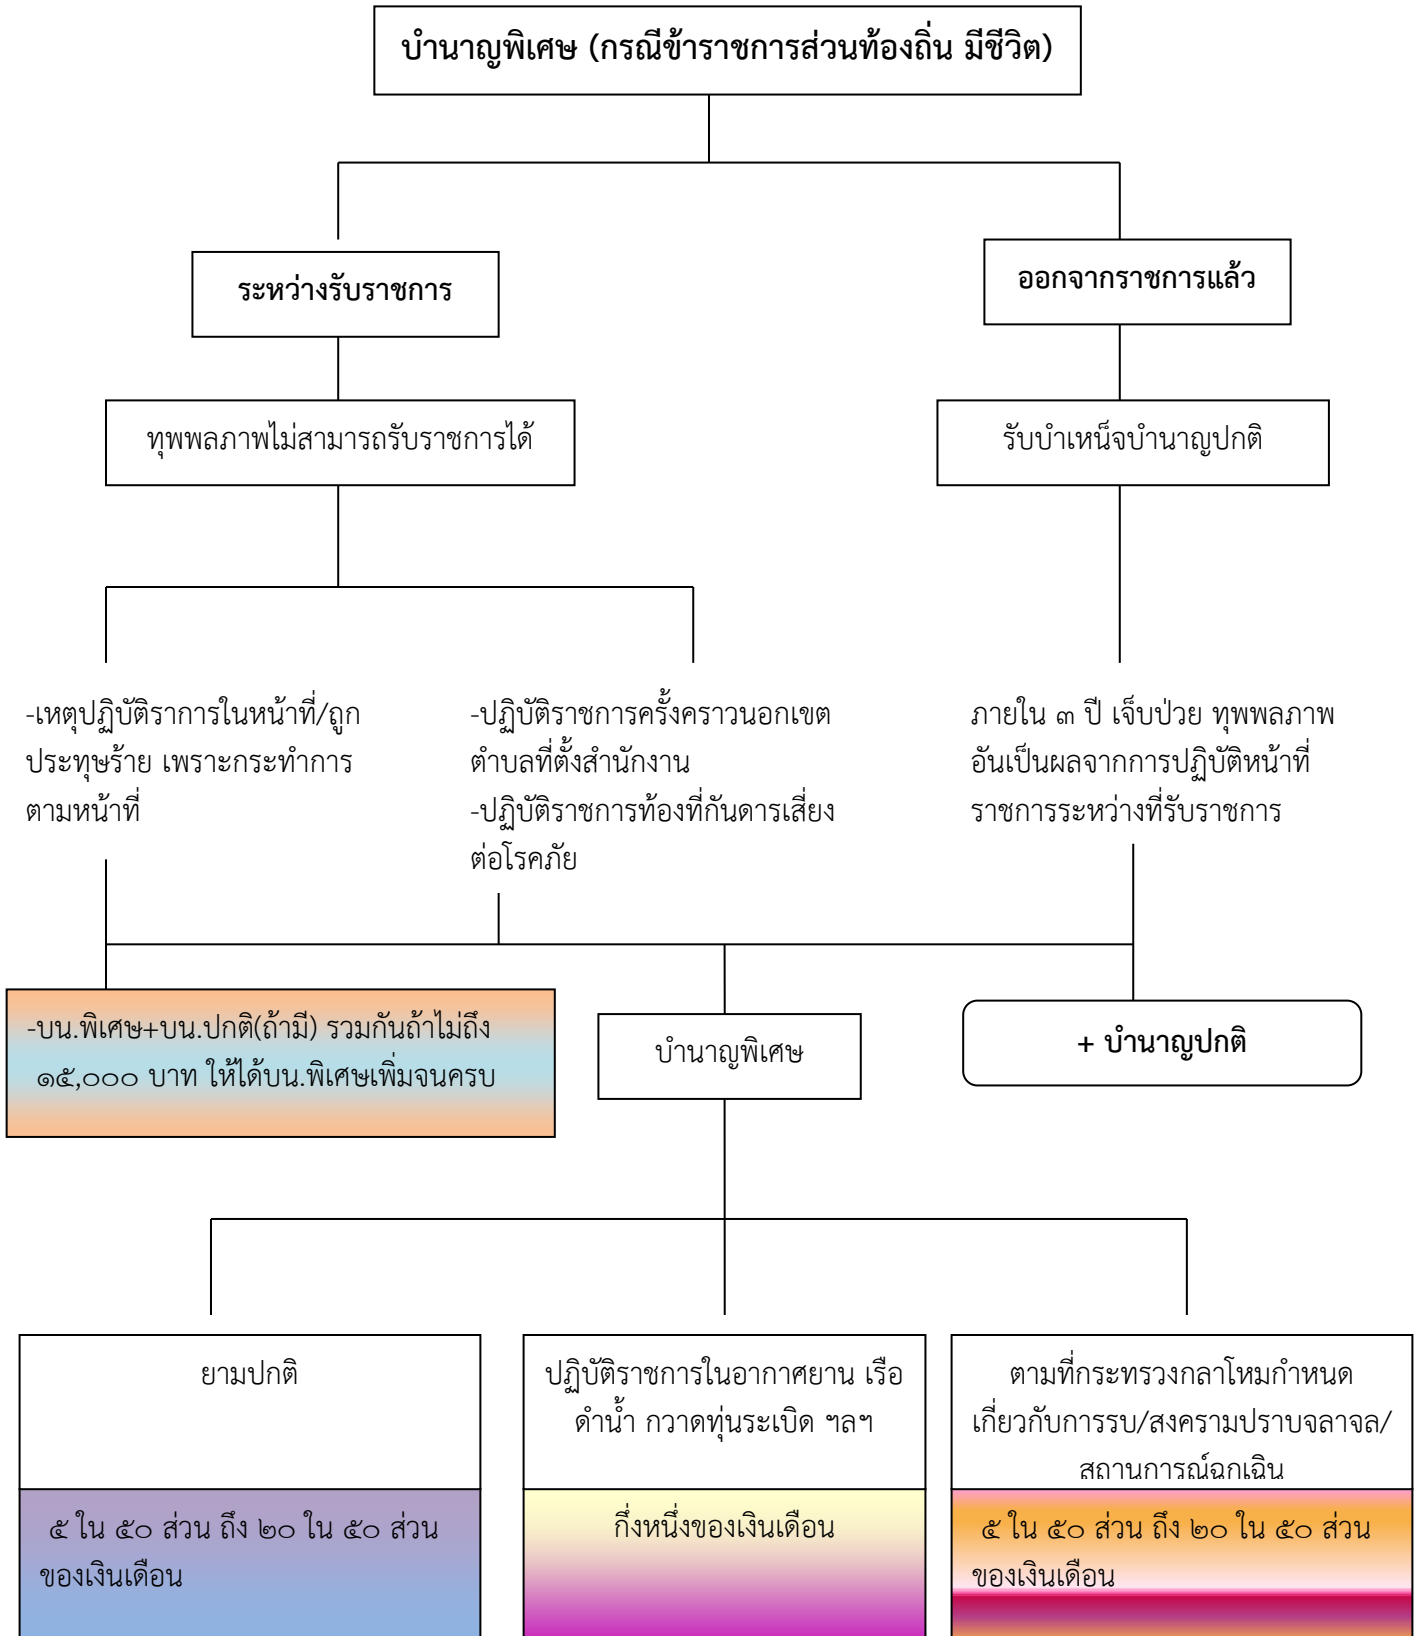 บำนาญพิเศษ (กรณีข้าราชการส่วนท้องถิ่น มีชีวิต)
ระหว่างรับราชการ
ออกจากราชการแล้ว
ทุพพลภาพไม่สามารถรับราชการได้
รับบำเหน็จบำนาญปกติ
-เหตุปฏิบัติราการในหน้าที่/ถูก
ประทุษร้าย เพราะกระทำการ
ตามหน้าที่
-ปฏิบัติราชการครั้งคราวนอกเขต
ตำบลที่ตั้งสำนักงาน
-ปฏิบัติราชการท้องที่กันดารเสี่ยง
ต่อโรคภัย
ภายใน ๓ ปี เจ็บป่วย ทุพพลภาพ
อันเป็นผลจากการปฏิบัติหน้าที่
ราชการระหว่างที่รับราชการ
-บน.พิเศษ+บน.ปกติ(ถ้ามี) รวมกันถ้าไม่ถึง
๑๕,๐๐๐ บาท ให้ได้บน.พิเศษเพิ่มจนครบ
บำนาญพิเศษ
+ บำนาญปกติ
ยามปกติ
๕ ใน ๕๐ ส่วน ถึง ๒๐ ใน ๕๐ ส่วน
ของเงินเดือน
ปฏิบัติราชการในอากาศยาน เรือ
ดำน้ำ กวาดทุ่นระเบิด ฯลฯ
กึ่งหนึ่งของเงินเดือน
ตามที่กระทรวงกลาโหมกำหนด
เกี่ยวกับการรบ/สงครามปราบจลาจล/
สถานการณ์ฉุกเฉิน
๕ ใน ๕๐ ส่วน ถึง ๒๐ ใน ๕๐ ส่วน
ของเงินเดือน